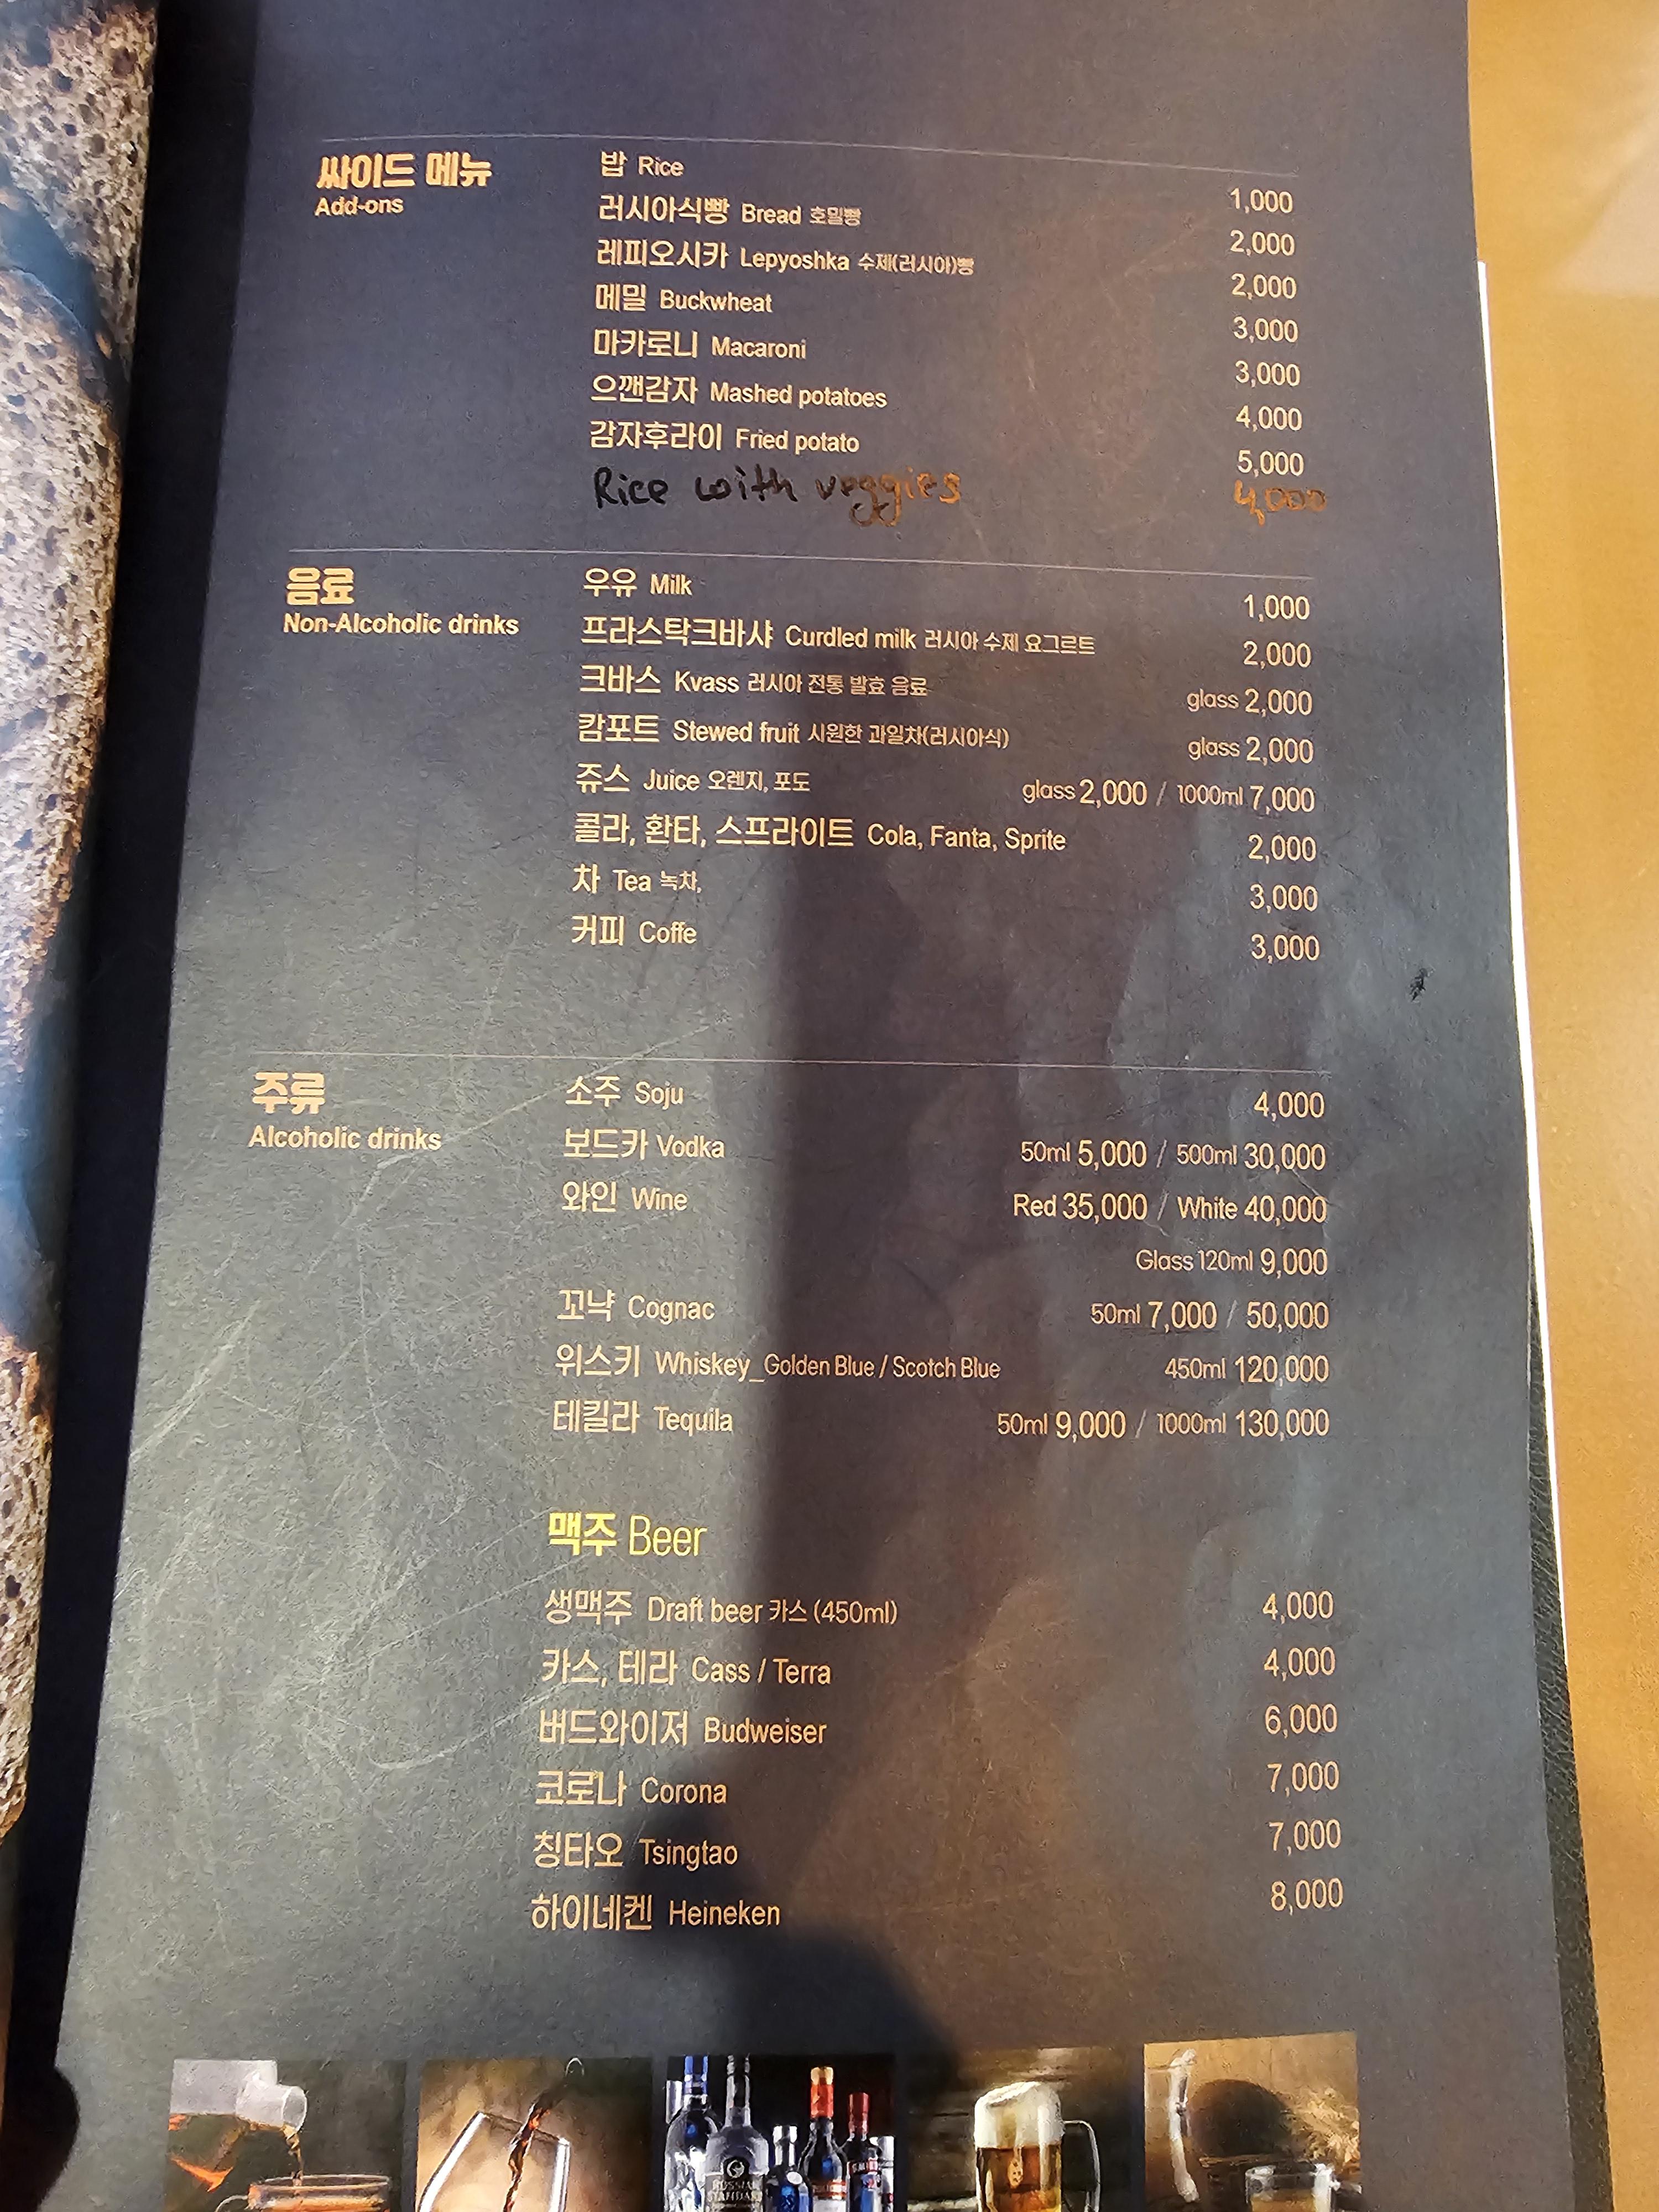 싸이드 메뉴
Add-ons
밥 Rice 1,000
러시아식빵 Bread 호밀빵 2,000
레피오시카 Lepyoshka 수제(러시아)빵 2,000
메밀 Buckwheat 3,000
마카로니 Macaroni 3,000
으깬감자 Mashed potatoes 4,000
감자후라이 Fried potato 5,000
Rice with veggies 4,000
음료
Non-Alcoholic drinks
우유 Milk 1,000
프라스탁크바샤 Curdled milk 러시아 수제 요그르트 2,000
크바스 Kvass 러시아 전통 발효 음료 glass 2,000
캄포트 Stewed fruit 시원한 과일차(러시아식) glass 2,000
쥬스 Juice 오렌지, 포도 glass 2,000 / 1000ml 7,000
콜라, 환타, 스프라이트 Cola, Fanta, Sprite 2,000
차 Tea 녹차, 3,000
커피 Coffe 3,000
주류
Alcoholic drinks
소주 Soju 4,000
보드카 Vodka 50ml 5,000 / 500ml 30,000
와인 Wine Red 35,000 / White 40,000
Glass 120ml 9,000
꼬냑 Cognac 50ml 7,000 / 50,000
위스키 Whiskey_Golden Blue / Scotch Blue 450ml 120,000
테킬라 Tequila 50ml 9,000 / 1000ml 130,000
맥주 Beer
생맥주 Draft beer 카스 (450ml) 4,000
카스, 테라 Cass / Terra 4,000
버드와이저 Budweiser 6,000
코로나 Corona 7,000
칭타오 Tsingtao 7,000
하이네켄 Heineken 8,000
RUSSIAN
STANDARD